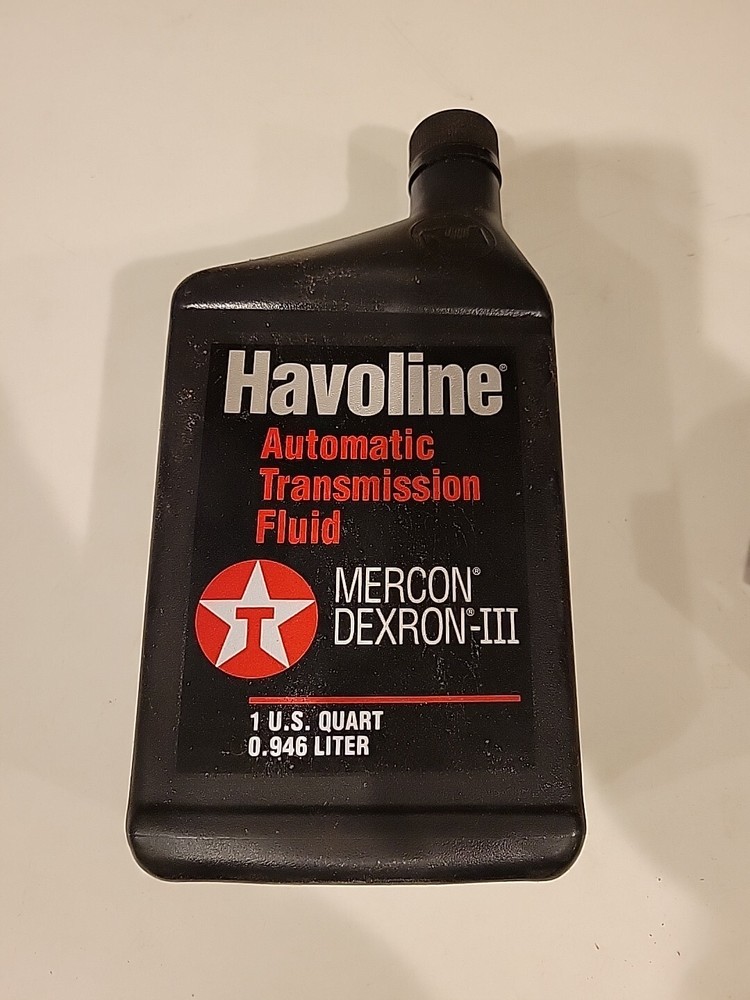 Havoline®
Automatic
Transmission
Fluid
T
MERCON®
DEXRON®-III
1 U.S. QUART
0.946 LITER